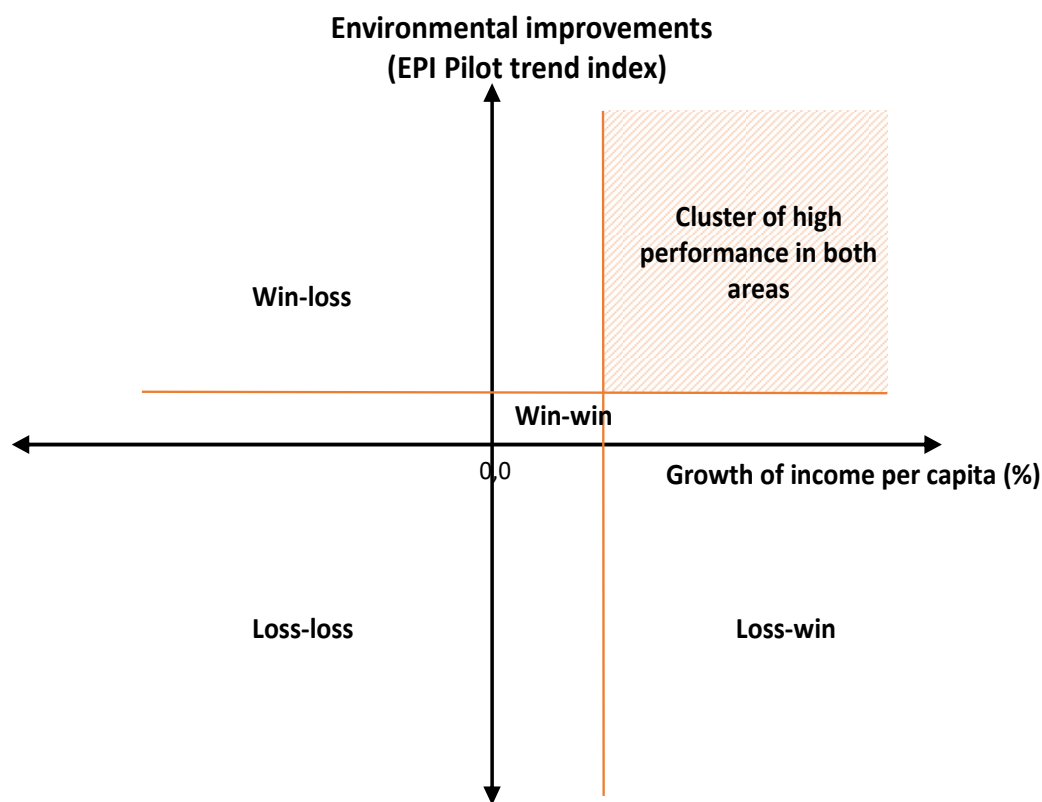 Environmental improvements
(EPI Pilot trend index)
Cluster of high
performance in both
areas
Win-loss
Win-win
0,0
Growth of income per capita (%)
Loss-loss
Loss-win